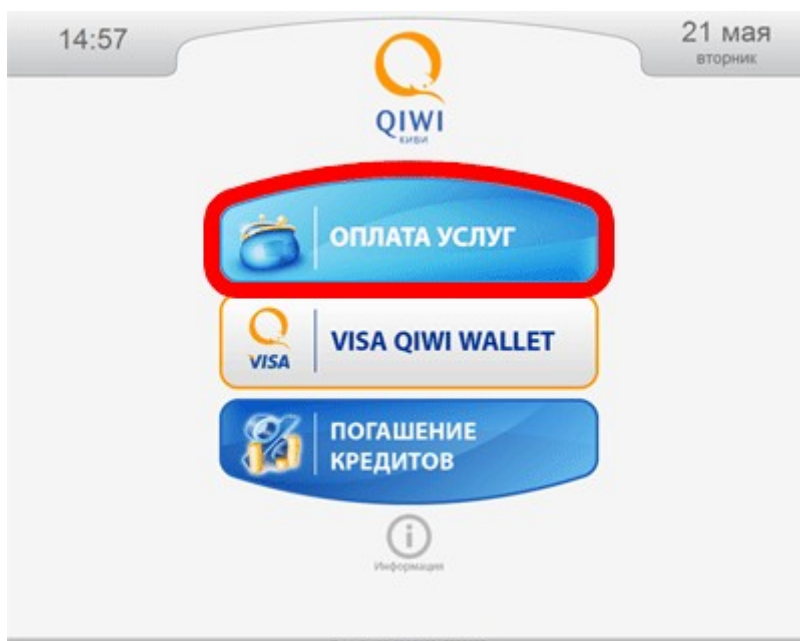 14:57
21 мая
вторник
QIWI
КИВИ
ОПЛАТА УСЛУГ
VISA
VISA QIWI WALLET
ПОГАШЕНИЕ
КРЕДИТОВ
Информация